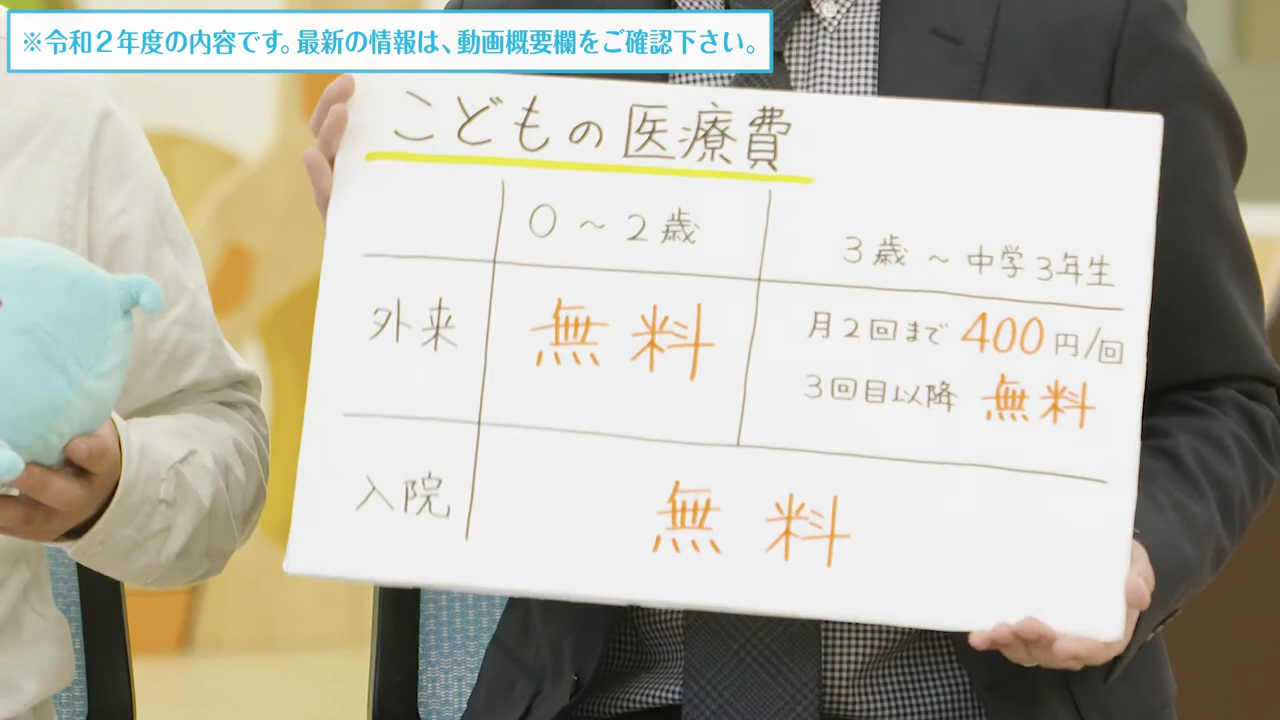 ※令和2年度の内容です。最新の情報は、動画概要欄をご確認下さい。
こどもの医療費
0～2歳
3歳～中学3年生
外来
無料
月2回まで 400円/回
3回目以降 無料
入院
無料